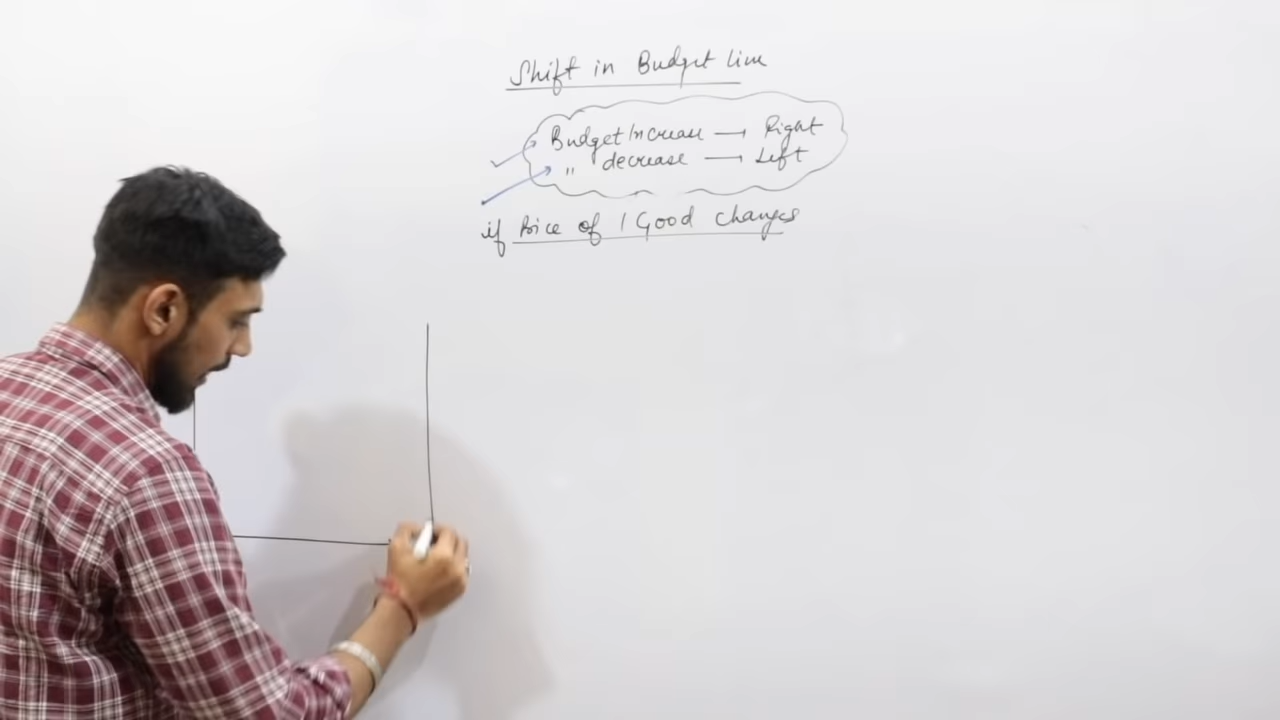 Shift in Budget line
Budget Increase → Right
" decrease → Left
if Price of 1 Good changes